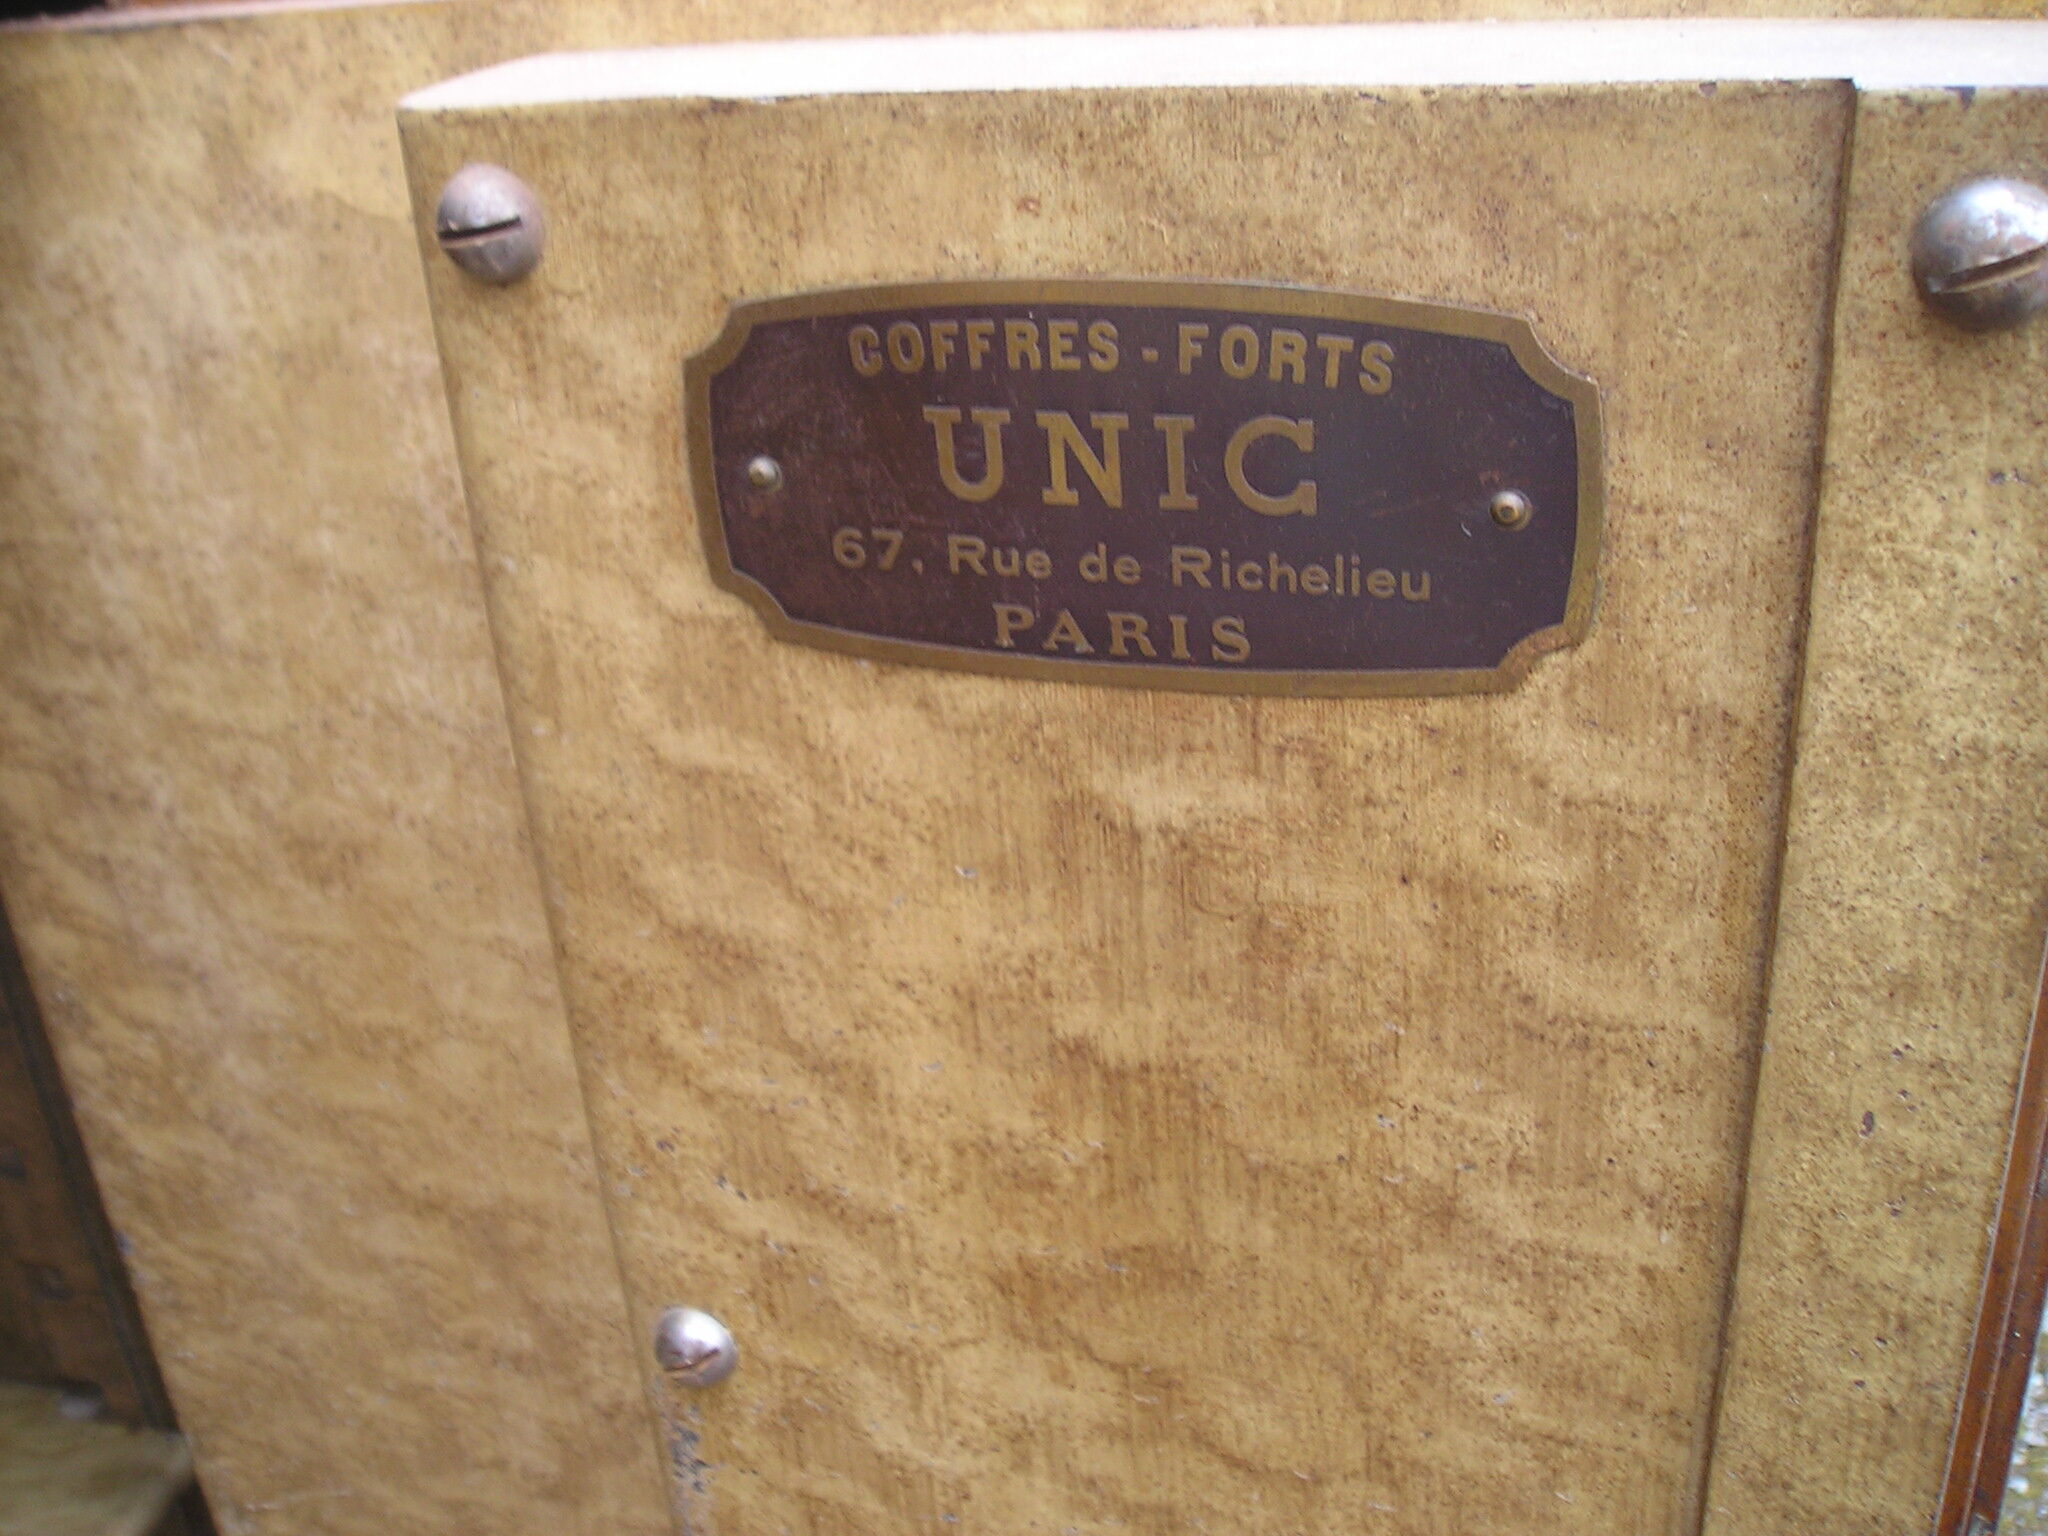 COFFRES-FORTS
UNIC
67, Rue de Richelieu
PARIS